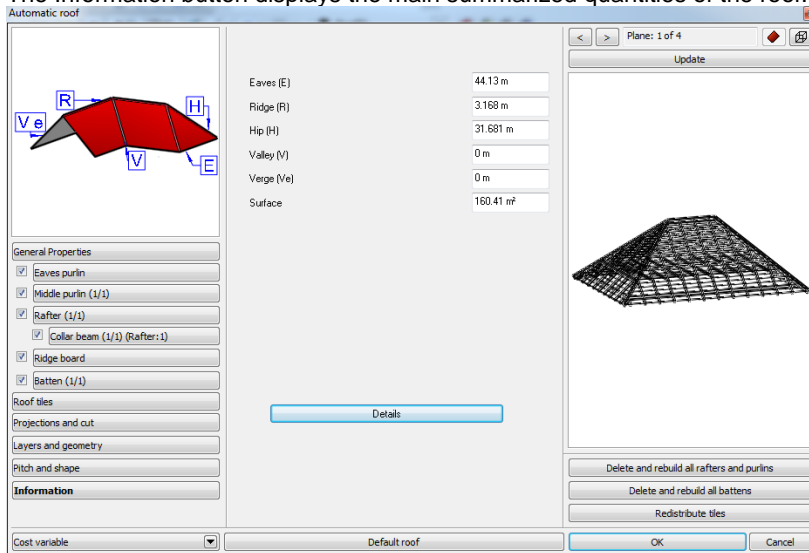 The Information button displays the main summarized quantities of the roof.
Automatic roof
< > Plane: 1 of 4
Update
R
H
V e
V
E
Eaves (E) 44.13 m
Ridge (R) 3.168 m
Hip (H) 31.681 m
Valley (V) 0 m
Verge (Ve) 0 m
Surface 160.41 m²
General Properties
Eaves purlin
Middle purlin (1/1)
Rafter (1/1)
Collar beam (1/1) (Rafter:1)
Ridge board
Batten (1/1)
Roof tiles
Projections and cut
Layers and geometry
Pitch and shape
Information
Details
Delete and rebuild all rafters and purlins
Delete and rebuild all battens
Redistribute tiles
Cost variable
Default roof
OK
Cancel